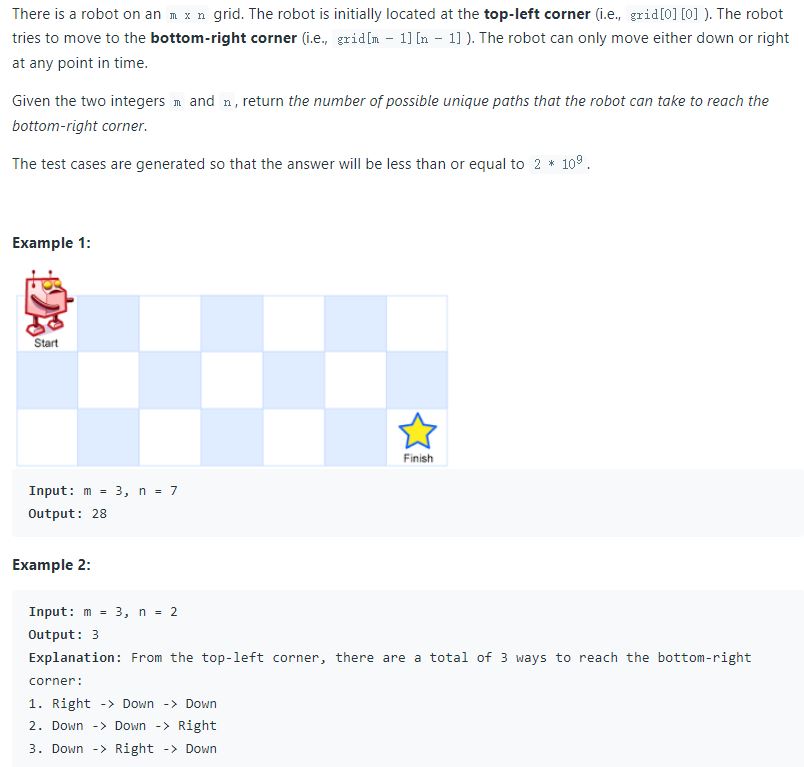 There is a robot on an m x n grid. The robot is initially located at the top-left corner (i.e., grid[0][0] ). The robot
tries to move to the bottom-right corner (i.e., grid[m − 1][n − 1] ). The robot can only move either down or right
at any point in time.
Given the two integers m and n, return the number of possible unique paths that the robot can take to reach the
bottom-right corner.
The test cases are generated so that the answer will be less than or equal to 2 * 10⁹.
Example 1:
Start
Finish
Input: m = 3, n = 7
Output: 28
Example 2:
Input: m = 3, n = 2
Output: 3
Explanation: From the top-left corner, there are a total of 3 ways to reach the bottom-right
corner:
1. Right -> Down -> Down
2. Down -> Down -> Right
3. Down -> Right -> Down